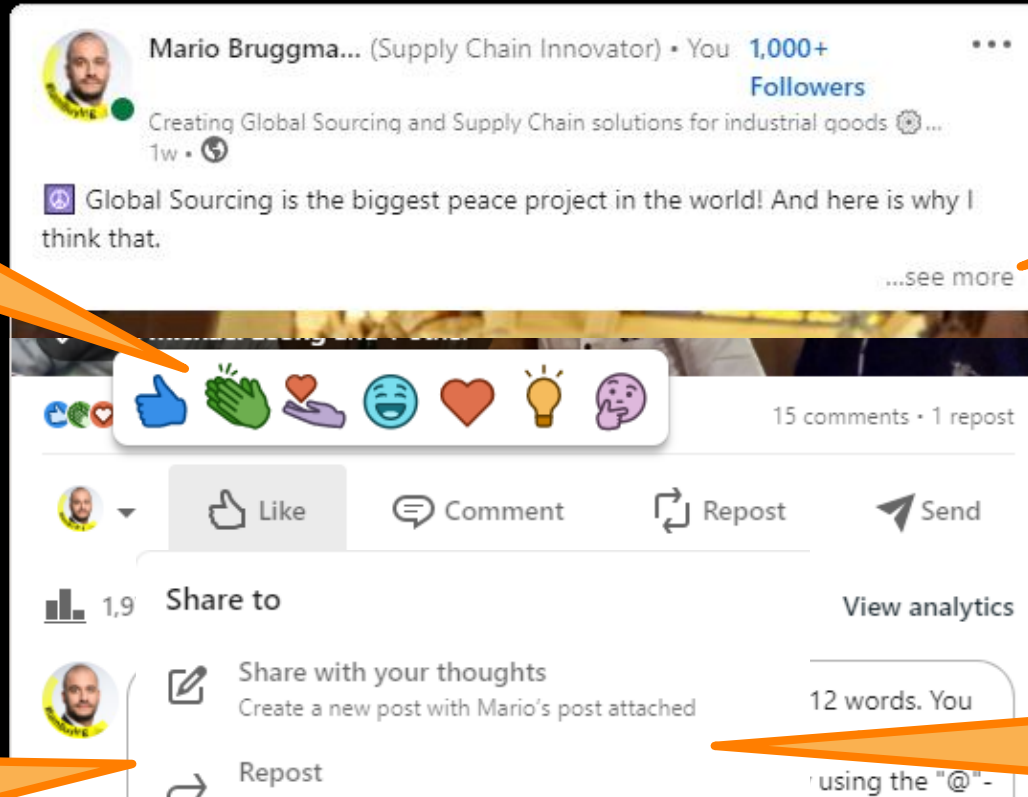 Mario Bruggma... (Supply Chain Innovator) • You 1,000+
Followers
Creating Global Sourcing and Supply Chain solutions for industrial goods ...
1w •
Global Sourcing is the biggest peace project in the world! And here is why I
think that.
...see more
15 comments • 1 repost
Like Comment Repost Send
1,9 View analytics
Share to
Share with your thoughts
Create a new post with Mario's post attached
12 words. You
Repost
using the "@"-